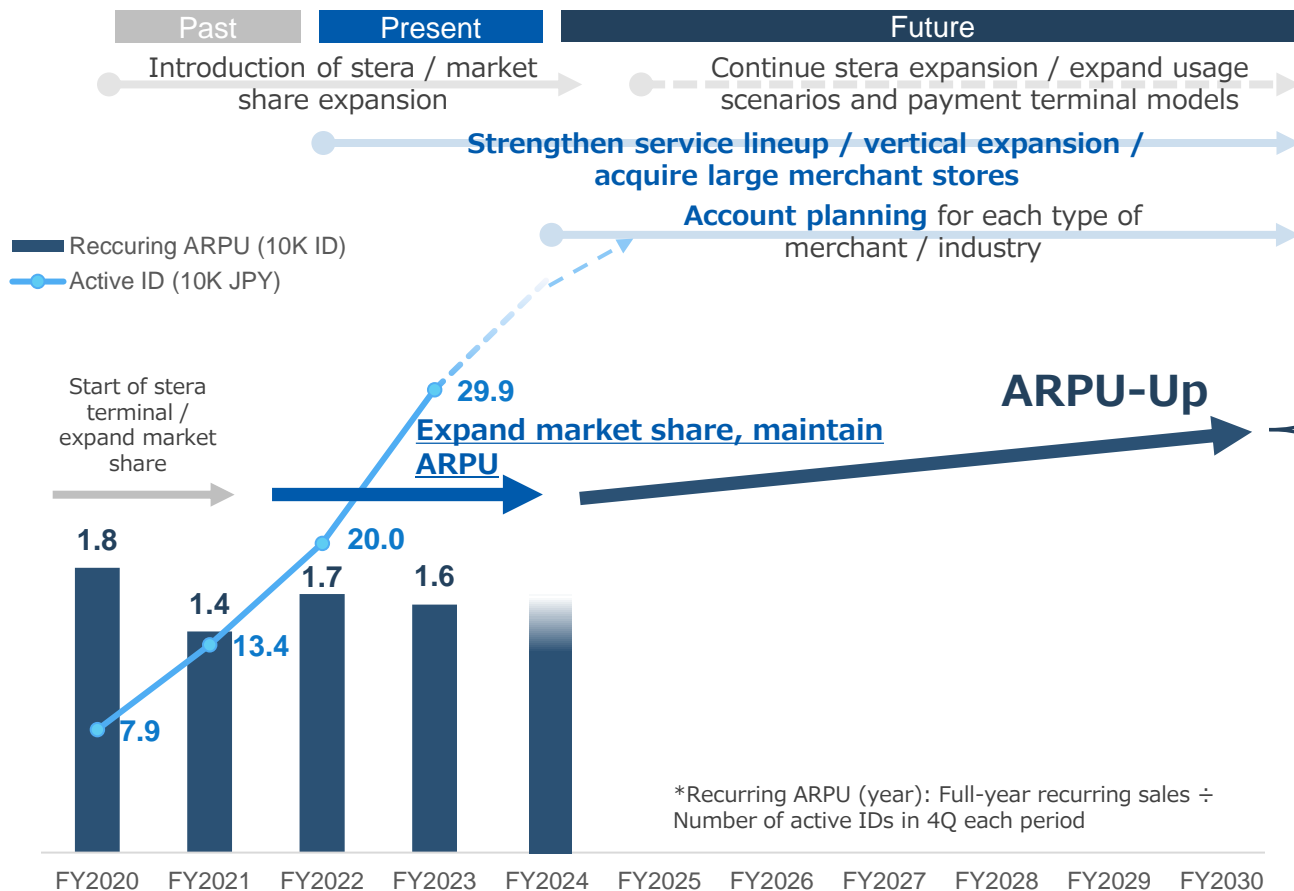 Past
Present
Future
Introduction of stera / market
share expansion
Continue stera expansion / expand usage
scenarios and payment terminal models
Strengthen service lineup / vertical expansion /
acquire large merchant stores
Account planning for each type of
merchant / industry
Reccuring ARPU (10K ID)
Active ID (10K JPY)
Start of stera
terminal /
expand market
share
29.9
Expand market share, maintain
ARPU
ARPU-Up
1.8
1.4
1.7
1.6
20.0
13.4
7.9
*Recurring ARPU (year): Full-year recurring sales ÷
Number of active IDs in 4Q each period
FY2020
FY2021
FY2022
FY2023
FY2024
FY2025
FY2026
FY2027
FY2028
FY2029
FY2030